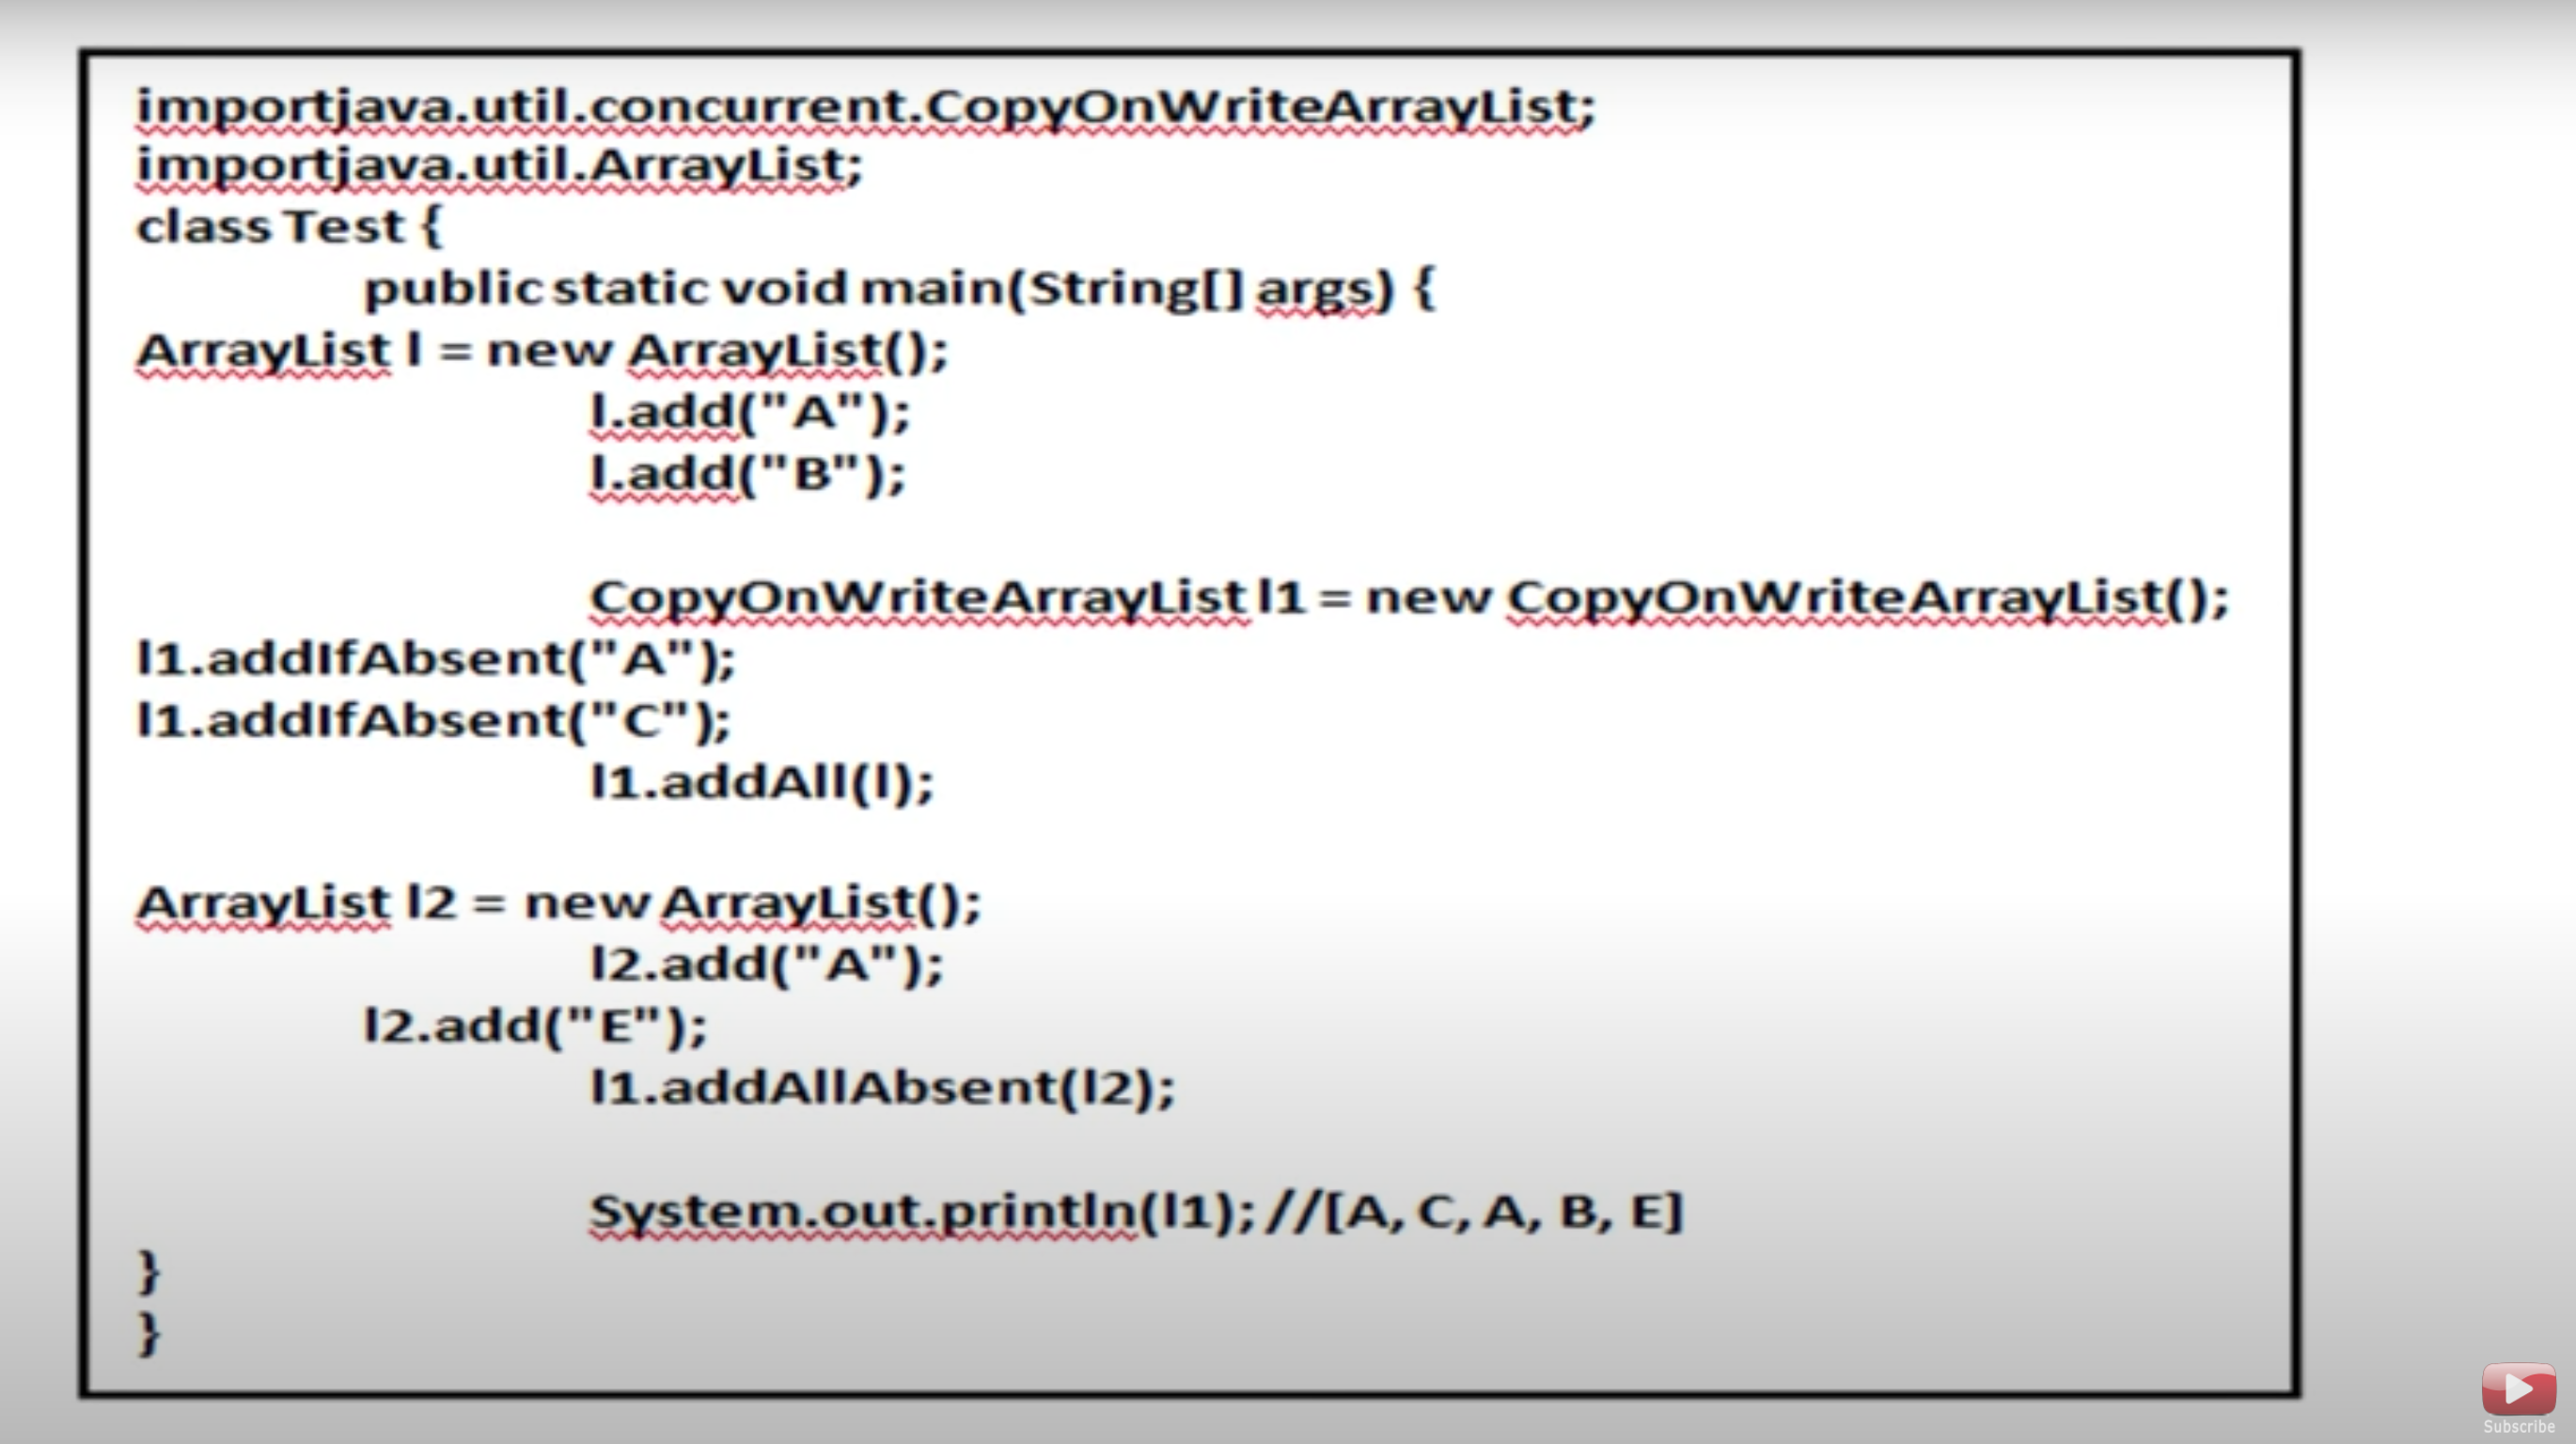 importjava.util.concurrent.CopyOnWriteArrayList;
importjava.util.ArrayList;
class Test {
public static void main(String[] args) {
ArrayList l = new ArrayList();
l.add("A");
l.add("B");
CopyOnWriteArrayList l1 = new CopyOnWriteArrayList();
l1.addIfAbsent("A");
l1.addIfAbsent("C");
l1.addAll(l);
ArrayList l2 = new ArrayList();
l2.add("A");
l2.add("E");
l1.addAllAbsent(l2);
System.out.println(l1); //[A, C, A, B, E]
}
}
Subscribe